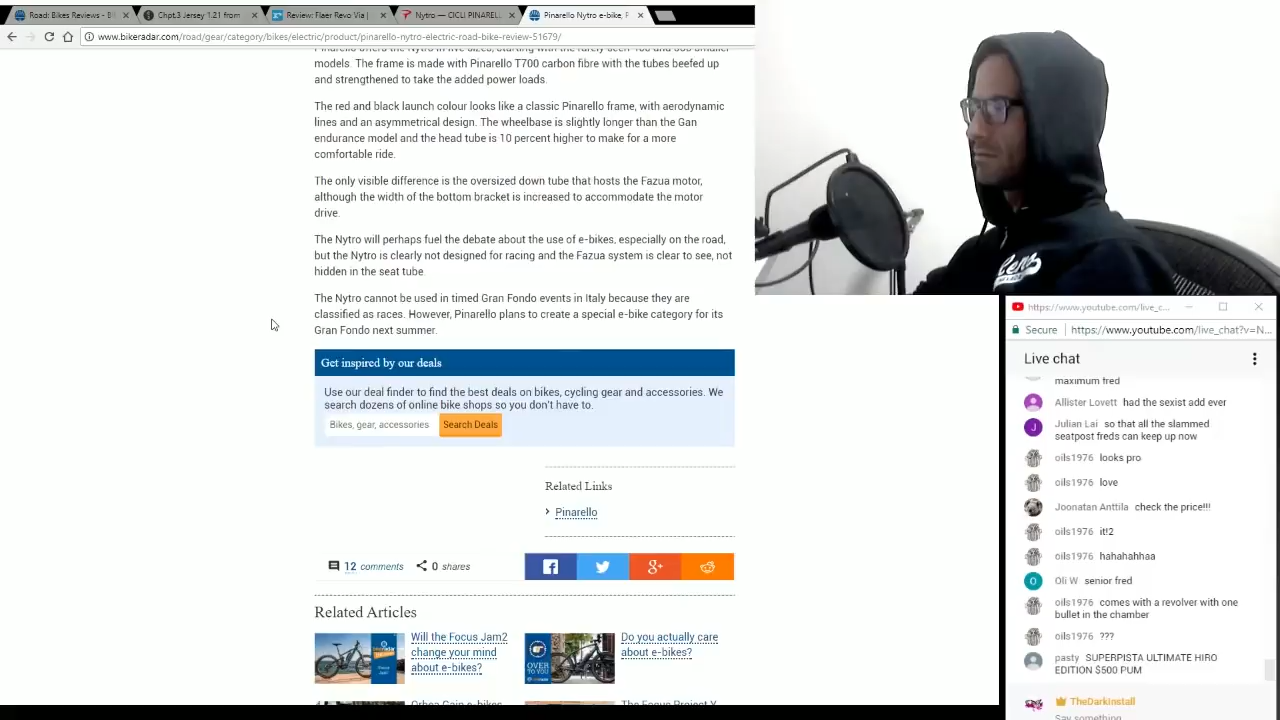 Road: Bikes Reviews - Bi
Chpt.3 Jersey 1.21 from
Review: Flaer Revo Via |
Nytro — CICLI PINARELL
Pinarello Nytro e-bike, F
www.bikeradar.com/road/gear/category/bikes/electric/product/pinarello-nytro-electric-road-bike-review-51679/
models. The frame is made with Pinarello T700 carbon fibre with the tubes beefed up
and strengthened to take the added power loads.
The red and black launch colour looks like a classic Pinarello frame, with aerodynamic
lines and an asymmetrical design. The wheelbase is slightly longer than the Gan
endurance model and the head tube is 10 percent higher to make for a more
comfortable ride.
The only visible difference is the oversized down tube that hosts the Fazua motor,
although the width of the bottom bracket is increased to accommodate the motor
drive.
The Nytro will perhaps fuel the debate about the use of e-bikes, especially on the road,
but the Nytro is clearly not designed for racing and the Fazua system is clear to see, not
hidden in the seat tube.
The Nytro cannot be used in timed Gran Fondo events in Italy because they are
classified as races. However, Pinarello plans to create a special e-bike category for its
Gran Fondo next summer.
Get inspired by our deals
Use our deal finder to find the best deals on bikes, cycling gear and accessories. We
search dozens of online bike shops so you don't have to.
Bikes, gear, accessories
Search Deals
Related Links
Pinarello
12 comments
0 shares
Related Articles
Will the Focus Jam2
change your mind
about e-bikes?
OVER
TO YOU
Do you actually care
about e-bikes?
https://www.youtube.com/live_c...
Secure https://www.youtube.com/live_chat?v=N...
Live chat
maximum fred
Allister Lovett had the sexist add ever
Julian Lai so that all the slammed
seatpost freds can keep up now
oils1976 looks pro
oils1976 love
Joonatan Anttila check the price!!!
oils1976 it!2
oils1976 hahahahhaa
Oli W senior fred
oils1976 comes with a revolver with one
bullet in the chamber
oils1976 ???
pasty SUPERPISTA ULTIMATE HIRO
EDITION $500 PUM
TheDarkInstall
Say something...